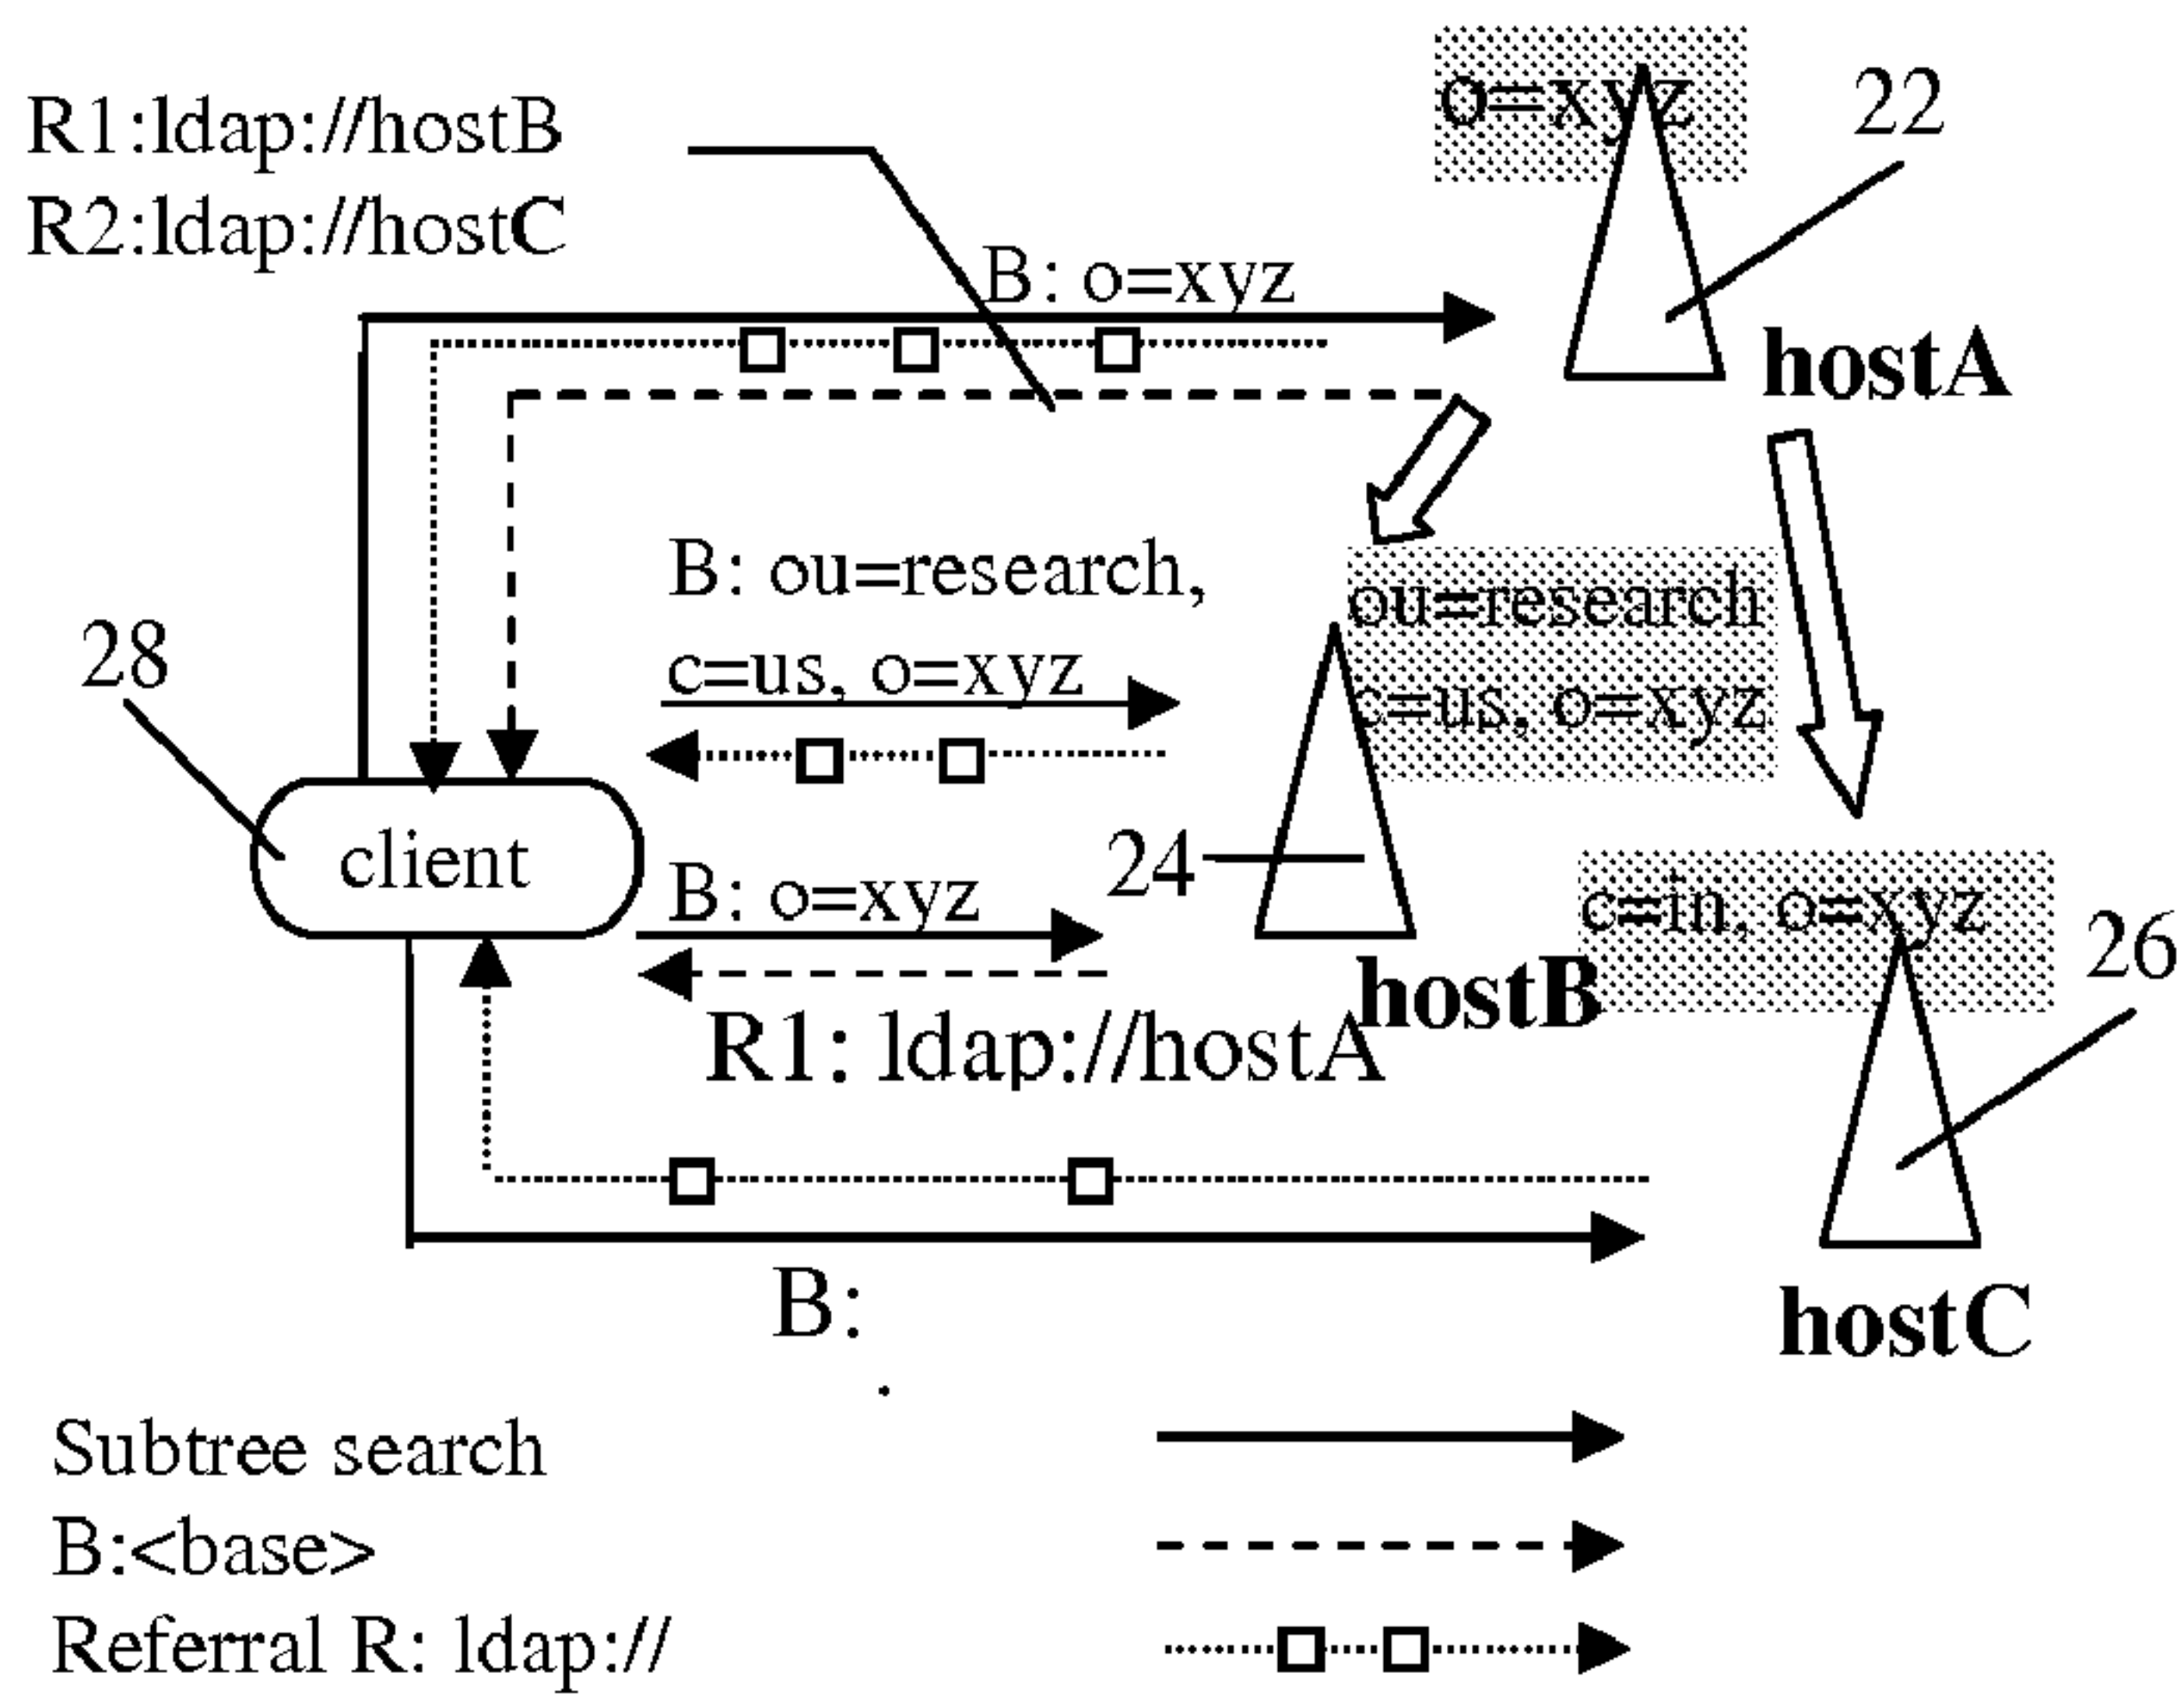 R1:ldap://hostB
R2:ldap://hostC
o=xyz
22
B: o=xyz
hostA
B: ou=research,
c=us, o=xyz
ou=research
c=us, o=xyz
28
client
24
B: o=xyz
c=in, o=xyz
26
hostB
R1: ldap://hostA
B:
.
hostC
Subtree search
B:<base>
Referral R: ldap://